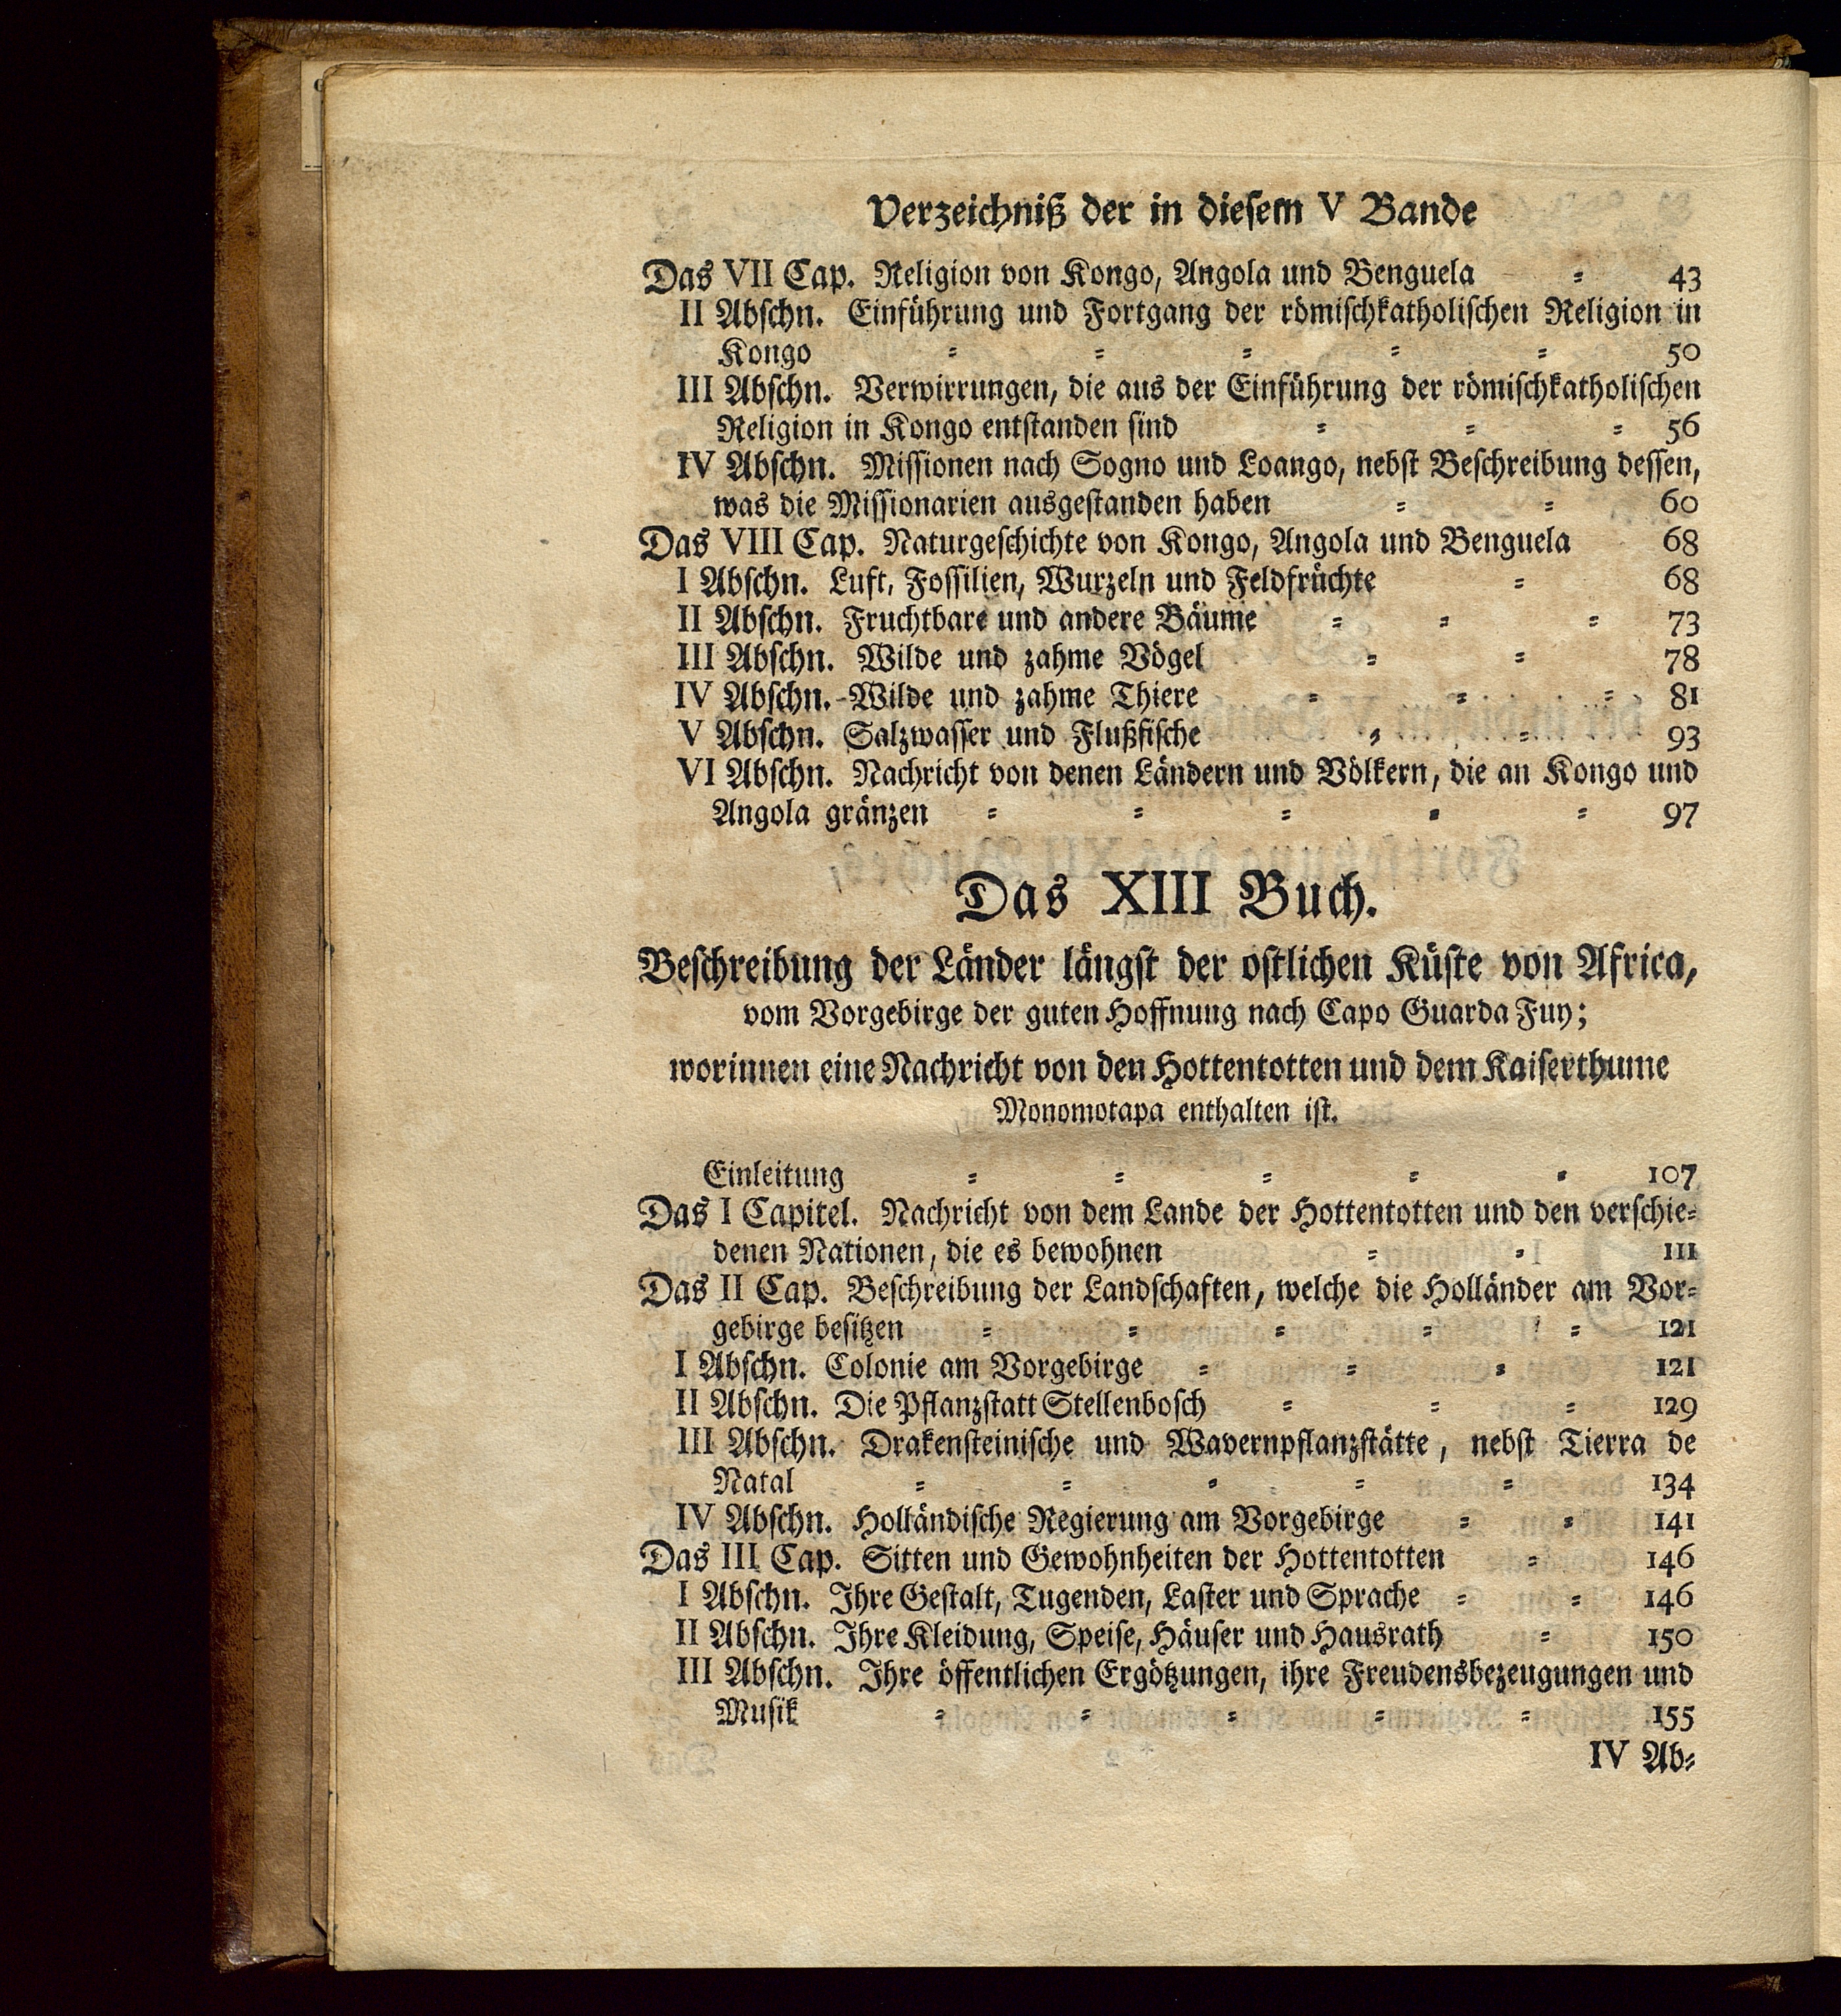 Verzeichniß der in diesem V Bande
Das VII Cap. Religion von Kongo, Angola und Benguela = 43
II Abschn. Einführung und Fortgang der römischkatholischen Religion in
Kongo = = = = = 50
III Abschn. Verwirrungen, die aus der Einführung der römischkatholischen
Religion in Kongo entstanden sind = = = 56
IV Abschn. Missionen nach Sogno und Loango, nebst Beschreibung dessen,
was die Missionarien ausgestanden haben = = 60
Das VIII Cap. Naturgeschichte von Kongo, Angola und Benguela 68
I Abschn. Luft, Fossilien, Wurzeln und Feldfrüchte = 68
II Abschn. Fruchtbare und andere Bäume = = = 73
III Abschn. Wilde und zahme Vögel = = 78
IV Abschn. Wilde und zahme Thiere = = = 81
V Abschn. Salzwasser und Flußfische = = 93
VI Abschn. Nachricht von denen Ländern und Völkern, die an Kongo und
Angola gränzen = = = = = 97
Das XIII Buch.
Beschreibung der Länder längst der ostlichen Küste von Africa,
vom Vorgebirge der guten Hoffnung nach Capo Guarda Fuy;
worinnen eine Nachricht von den Hottentotten und dem Kaiserthume
Monomotapa enthalten ist.
Einleitung = = = = = 107
Das I Capitel. Nachricht von dem Lande der Hottentotten und den verschie=
denen Nationen, die es bewohnen = = 111
Das II Cap. Beschreibung der Landschaften, welche die Holländer am Vor=
gebirge besitzen = = = = = 121
I Abschn. Colonie am Vorgebirge = = = 121
II Abschn. Die Pflanzstatt Stellenbosch = = = 129
III Abschn. Drakensteinische und Wavernpflanzstätte, nebst Tierra de
Natal = = = = = 134
IV Abschn. Holländische Regierung am Vorgebirge = = 141
Das III Cap. Sitten und Gewohnheiten der Hottentotten = 146
I Abschn. Ihre Gestalt, Tugenden, Laster und Sprache = = 146
II Abschn. Ihre Kleidung, Speise, Häuser und Hausrath = 150
III Abschn. Ihre öffentlichen Ergötzungen, ihre Freudensbezeugungen und
Musik = = = = = 155
IV Ab=